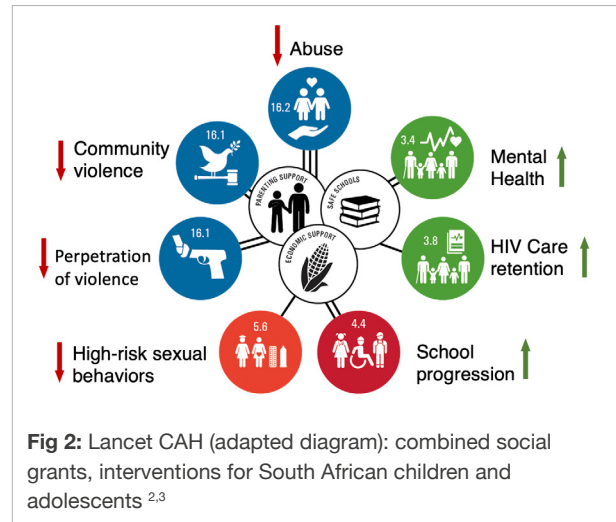 Abuse
16.2
16.1
Community
violence
3.4
Mental
Health
PARENTING SUPPORT
SAFE SCHOOLS
16.1
Perpetration
of violence
ECONOMIC SUPPORT
3.8
HIV Care
retention
5.6
High-risk sexual
behaviors
4.4
School
progression
Fig 2: Lancet CAH (adapted diagram): combined social
grants, interventions for South African children and
adolescents 2,3